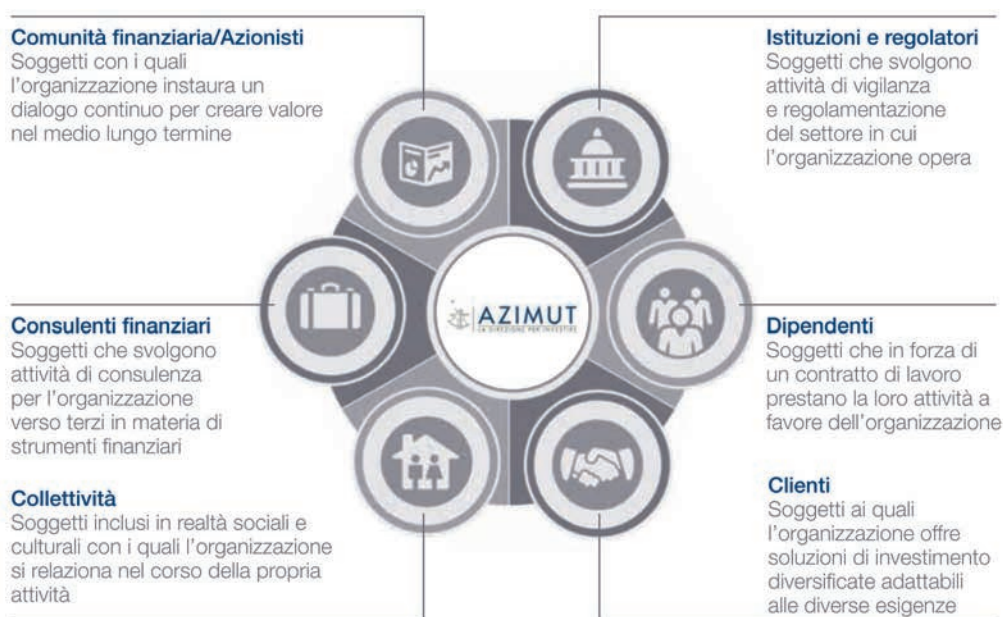 Comunità finanziaria/Azionisti
Soggetti con i quali
l'organizzazione instaura un
dialogo continuo per creare valore
nel medio lungo termine
Istituzioni e regolatori
Soggetti che svolgono
attività di vigilanza
e regolamentazione
del settore in cui
l'organizzazione opera
AZIMUT
LA DIREZIONE PER INVESTIRE
Consulenti finanziari
Soggetti che svolgono
attività di consulenza
per l'organizzazione
verso terzi in materia di
strumenti finanziari
Dipendenti
Soggetti che in forza di
un contratto di lavoro
prestano la loro attività a
favore dell'organizzazione
Collettività
Soggetti inclusi in realtà sociali e
culturali con i quali l'organizzazione
si relaziona nel corso della propria
attività
Clienti
Soggetti ai quali
l'organizzazione offre
soluzioni di investimento
diversificate adattabili
alle diverse esigenze